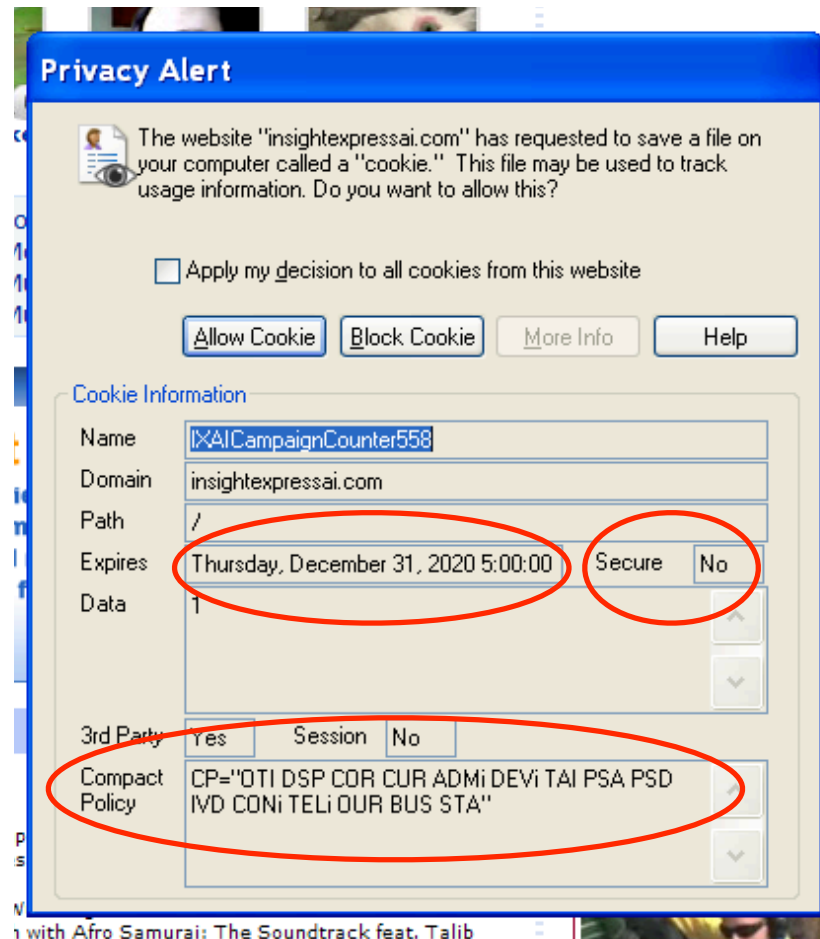 Privacy Alert
The website "insightexpressai.com" has requested to save a file on
your computer called a "cookie." This file may be used to track
usage information. Do you want to allow this?
Apply my decision to all cookies from this website
Allow Cookie Block Cookie More Info Help
Cookie Information
Name IXAICampaignCounter558
Domain insightexpressai.com
Path /
Expires Thursday, December 31, 2020 5:00:00 Secure No
Data 1
3rd Party Yes Session No
Compact CP="OTI DSP COR CUR ADMi DEVi TAI PSA PSD
Policy IVD CONi TELi OUR BUS STA"
with Afro Samurai: The Soundtrack feat. Talib